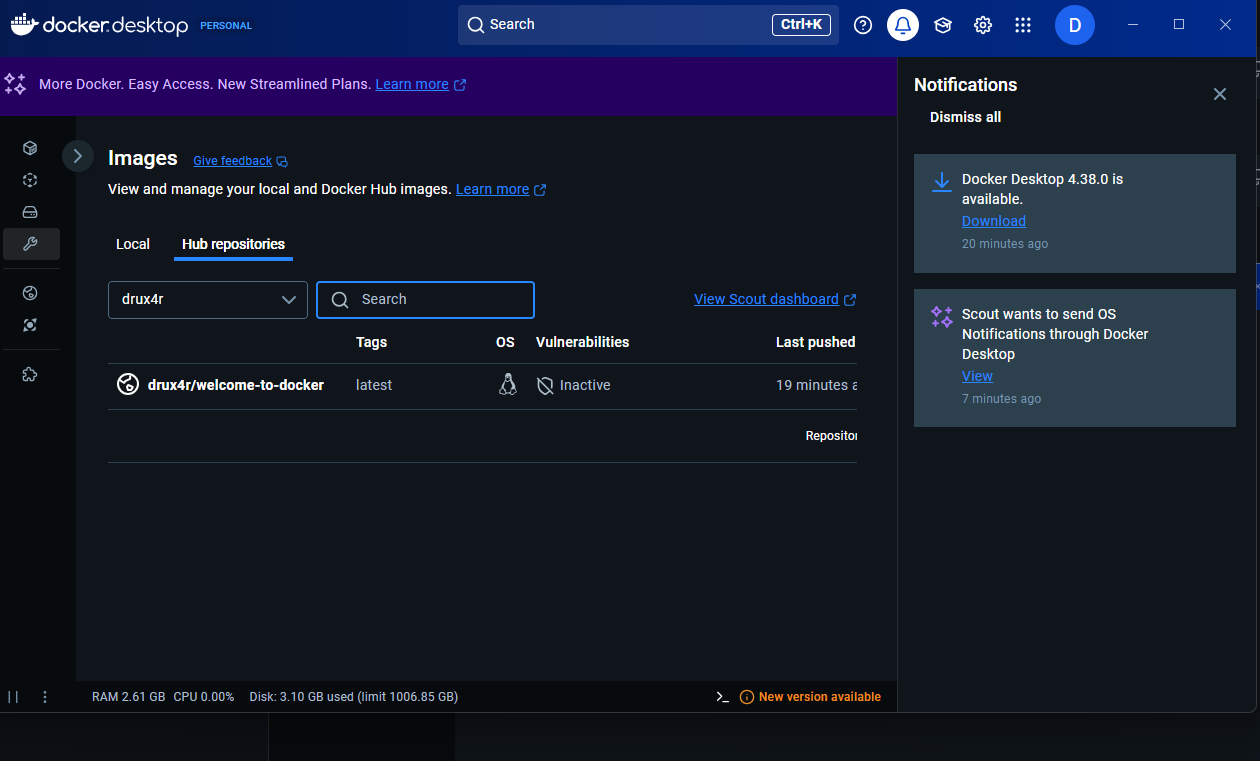 docker.desktop PERSONAL
Search
Ctrl+K
D
More Docker. Easy Access. New Streamlined Plans. Learn more
Images Give feedback
View and manage your local and Docker Hub images. Learn more
Local Hub repositories
drux4r
Search
View Scout dashboard
Tags OS Vulnerabilities Last pushed
drux4r/welcome-to-docker latest Inactive 19 minutes a
Repositor
RAM 2.61 GB CPU 0.00% Disk: 3.10 GB used (limit 1006.85 GB)
New version available
Notifications
Dismiss all
Docker Desktop 4.38.0 is
available.
Download
20 minutes ago
Scout wants to send OS
Notifications through Docker
Desktop
View
7 minutes ago